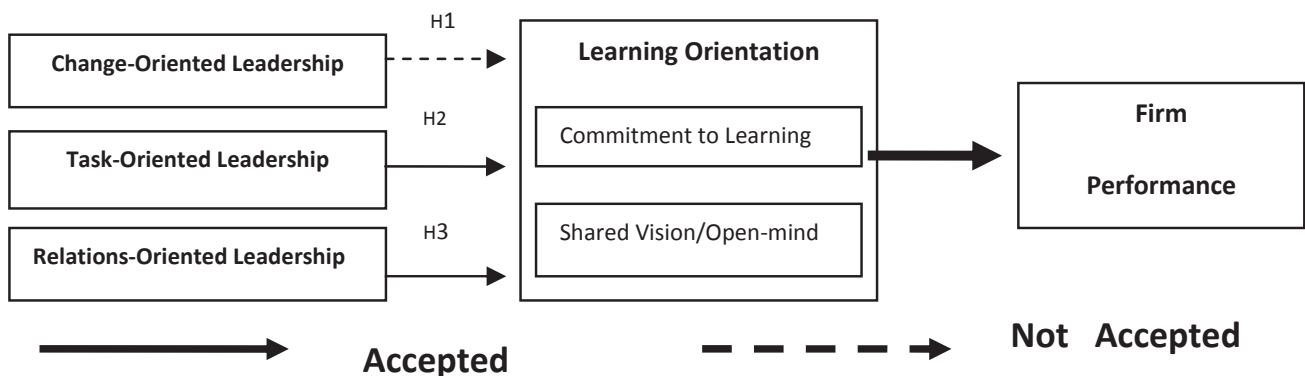 H1
Change-Oriented Leadership
H2
Task-Oriented Leadership
H3
Relations-Oriented Leadership
Learning Orientation
Commitment to Learning
Shared Vision/Open-mind
Firm
Performance
Accepted
Not Accepted